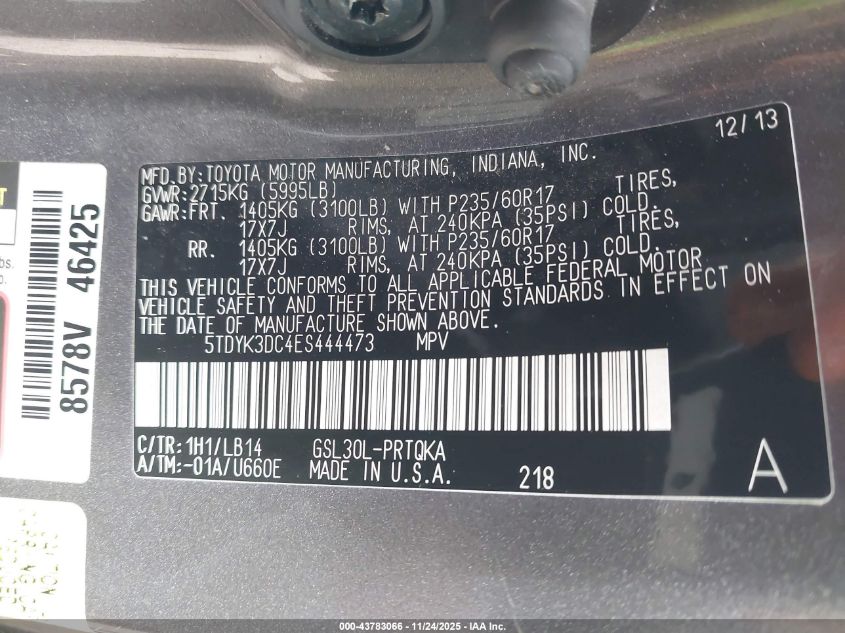 12/13
MFD.BY:TOYOTA MOTOR MANUFACTURING, INDIANA, INC.
GVWR:2715KG (5995LB)
GAWR:FRT. 1405KG (3100LB) WITH P235/60R17 TIRES,
17X7J RIMS, AT 240KPA (35PSI) COLD.
RR. 1405KG (3100LB) WITH P235/60R17 TIRES,
17X7J RIMS, AT 240KPA (35PSI) COLD.
THIS VEHICLE CONFORMS TO ALL APPLICABLE FEDERAL MOTOR
VEHICLE SAFETY AND THEFT PREVENTION STANDARDS IN EFFECT ON
THE DATE OF MANUFACTURE SHOWN ABOVE.
5TDYK3DC4ES444473 MPV
C/TR:1H1/LB14 GSL30L-PRTQKA
A/TM:-01A/U660E MADE IN U.S.A. 218 A
8578V 46425
000-43783066 - 11/24/2025 - IAA Inc.